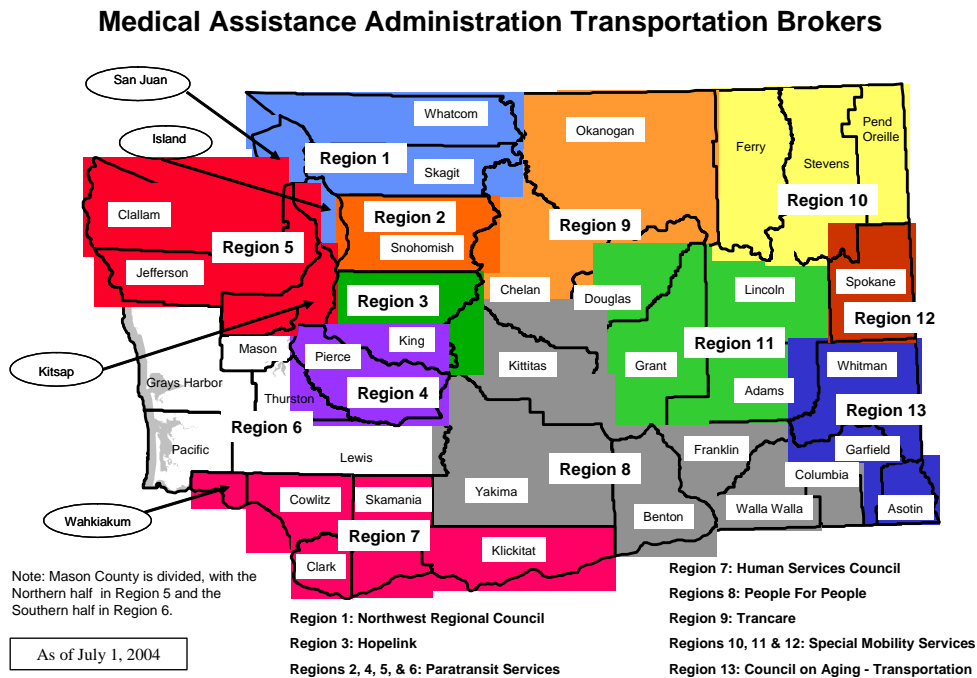 Medical Assistance Administration Transportation Brokers
San Juan
Island
Whatcom
Okanogan
Pend
Oreille
Ferry
Stevens
Region 1
Skagit
Region 10
Clallam
Region 2
Region 9
Region 5
Snohomish
Jefferson
Spokane
Chelan
Douglas
Lincoln
Region 3
Region 12
King
Region 11
Mason
Pierce
Kittitas
Grant
Whitman
Kitsap
Grays Harbor
Thurston
Region 4
Adams
Region 13
Region 6
Pacific
Lewis
Franklin
Garfield
Region 8
Columbia
Yakima
Cowlitz
Skamania
Walla Walla
Asotin
Wahkiakum
Benton
Region 7
Klickitat
Clark
Note: Mason County is divided, with the
Northern half in Region 5 and the
Southern half in Region 6.
As of July 1, 2004
Region 1: Northwest Regional Council
Region 3: Hopelink
Regions 2, 4, 5, & 6: Paratransit Services
Region 7: Human Services Council
Regions 8: People For People
Region 9: Trancare
Regions 10, 11 & 12: Special Mobility Services
Region 13: Council on Aging - Transportation